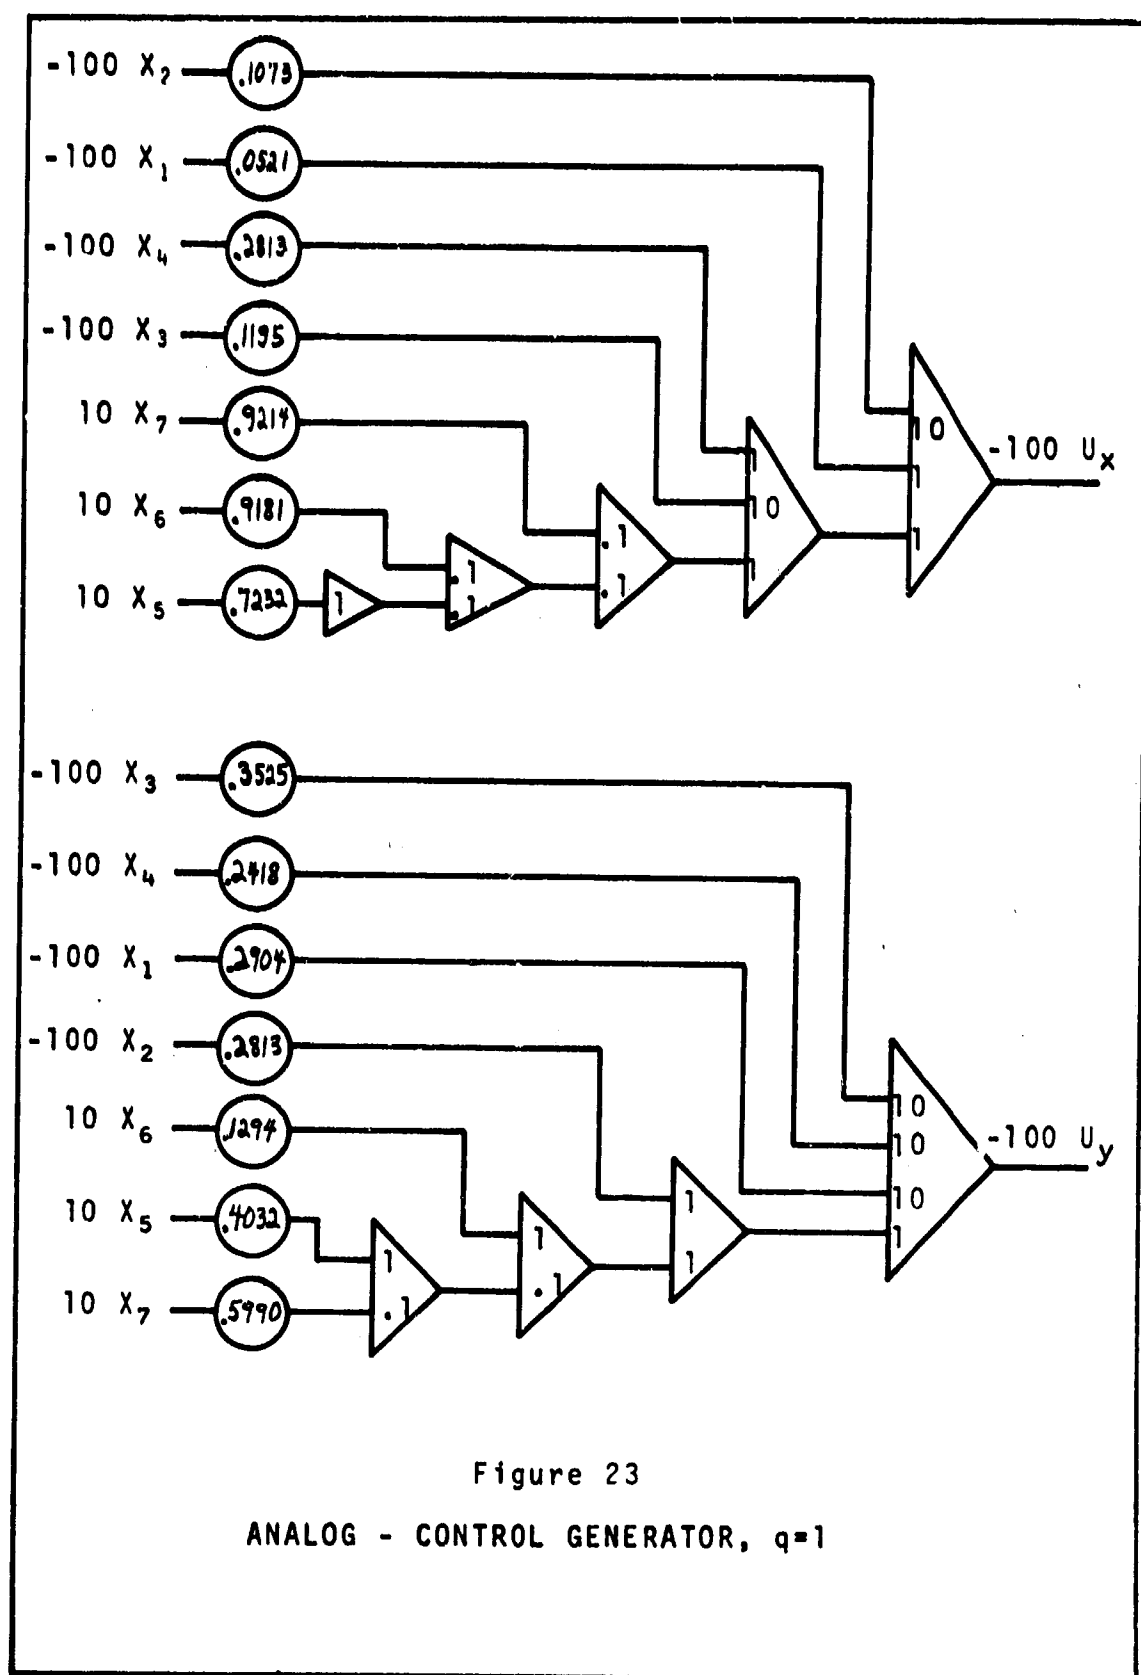 -100 X₂ .1073
-100 X₁ .0521
-100 X₄ .2813
-100 X₃ .1195
10 X₇ .9214
10 X₆ .9181
10 X₅ .7232
1
.1
.1
.1
.1
1
10
1
10
1
1
-100 Uₓ
-100 X₃ .3525
-100 X₄ .2418
-100 X₁ .2904
-100 X₂ .2813
10 X₆ .1294
10 X₅ .4032
10 X₇ .5990
1
.1
1
.1
1
1
10
10
10
1
-100 Uy
Figure 23
ANALOG - CONTROL GENERATOR, q=1